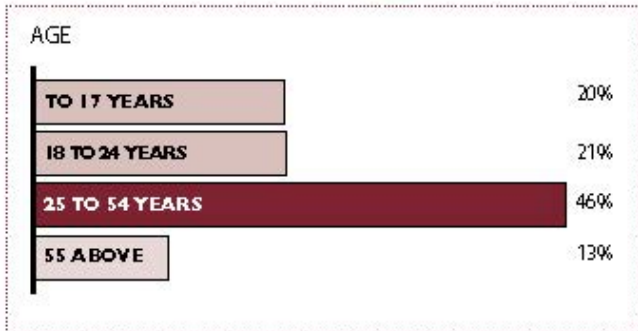 AGE
TO 17 YEARS 20%
18 TO 24 YEARS 21%
25 TO 54 YEARS 46%
55 ABOVE 13%